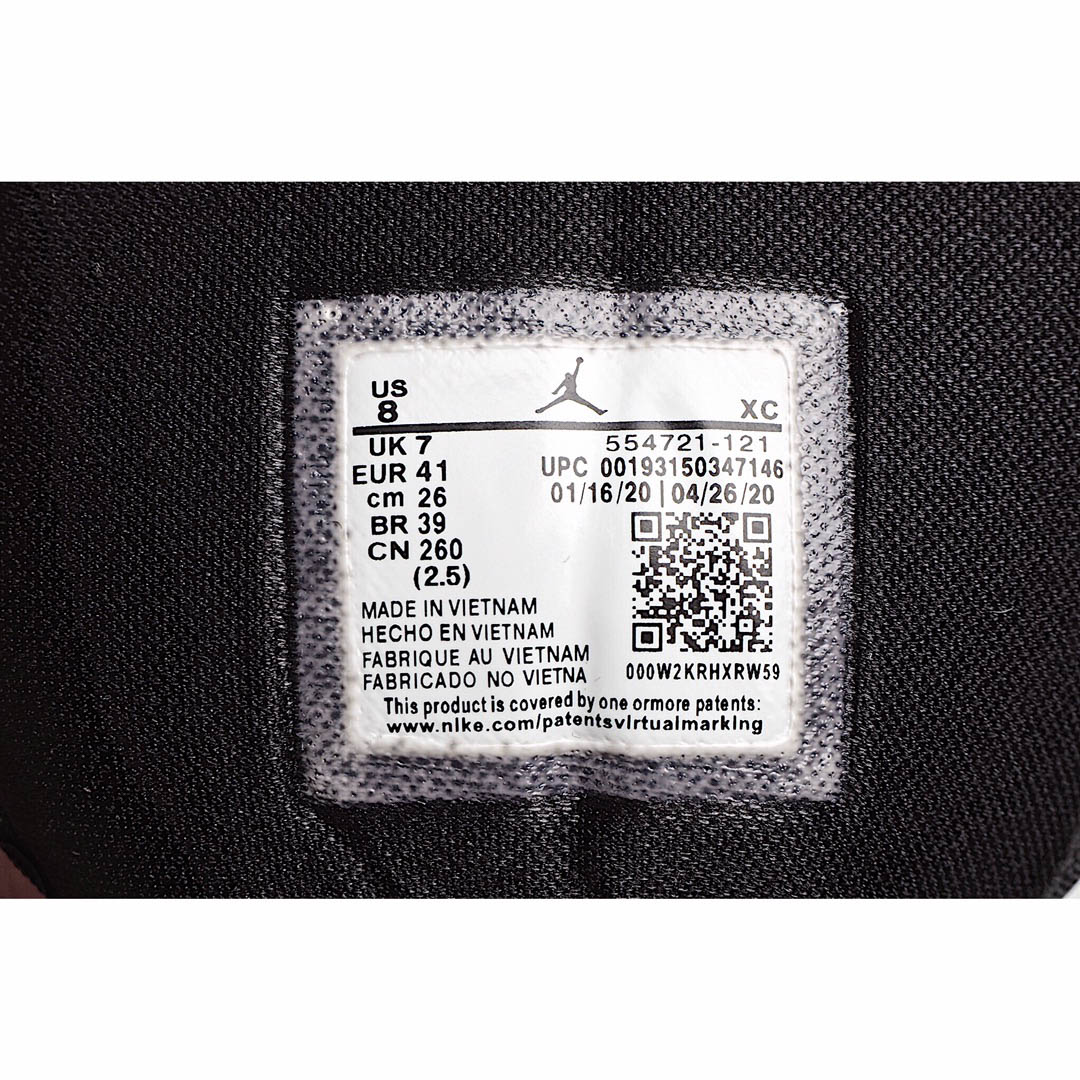 US
8
XC
UK 7
554721-121
EUR 41
UPC 00193150347146
cm 26
01/16/20 | 04/26/20
BR 39
CN 260
(2.5)
MADE IN VIETNAM
HECHO EN VIETNAM
FABRIQUE AU VIETNAM
FABRICADO NO VIETNA
000W2KRHXRW59
This product is covered by one ormore patents:
www.nike.com/patentsvirtualmarking